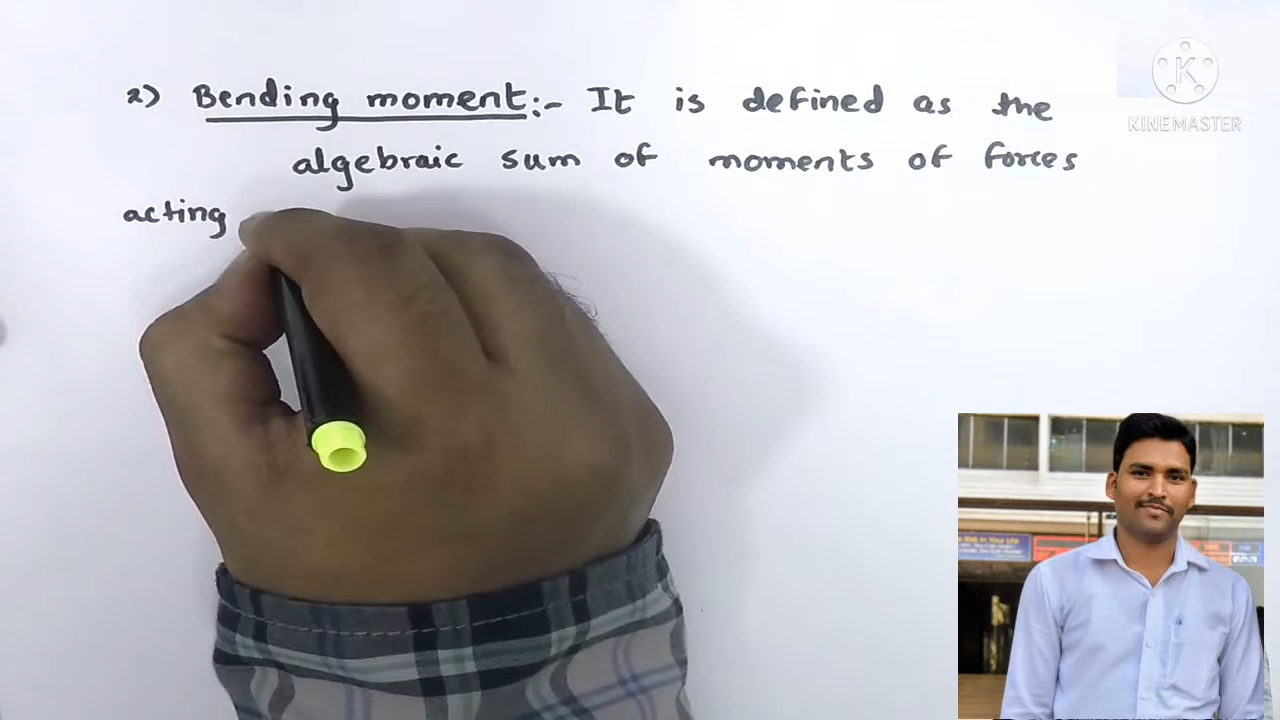 2) Bending moment:- It is defined as the
algebraic sum of moments of forces
acting
KINEMASTER